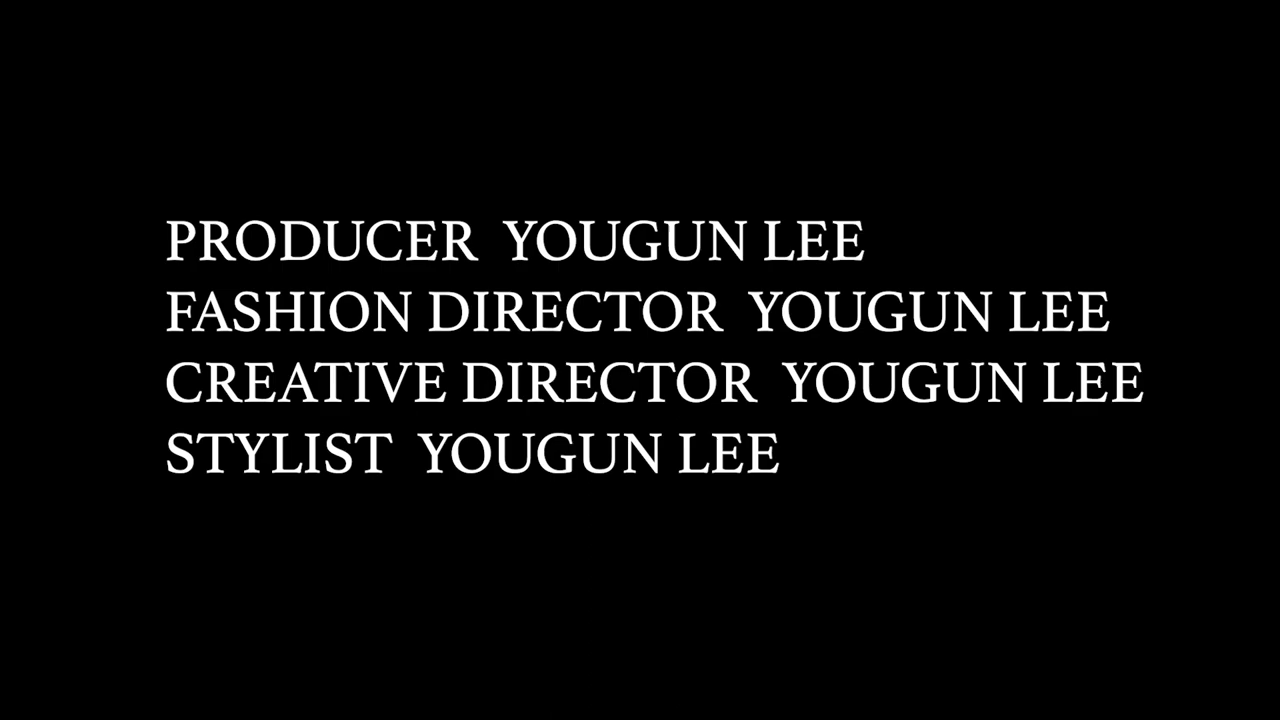 PRODUCER  YOUGUN LEE
FASHION DIRECTOR  YOUGUN LEE
CREATIVE DIRECTOR  YOUGUN LEE
STYLIST  YOUGUN LEE